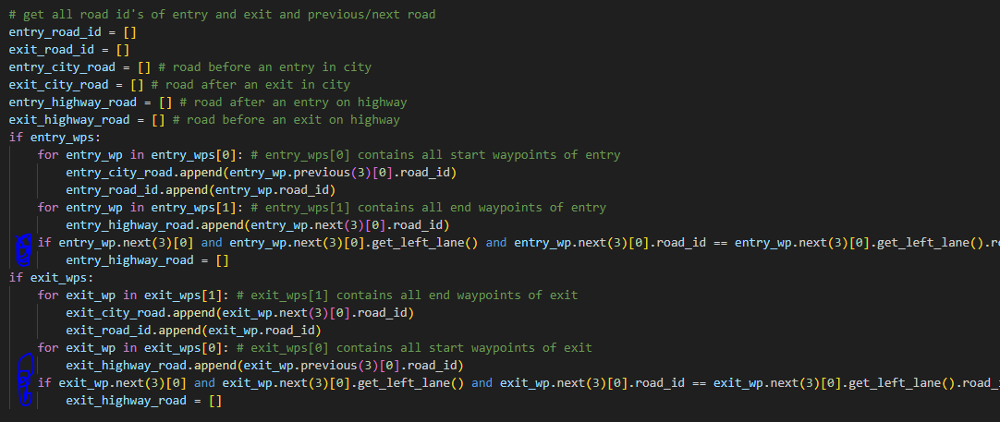 # get all road id's of entry and exit and previous/next road
entry_road_id = []
exit_road_id = []
entry_city_road = [] # road before an entry in city
exit_city_road = [] # road after an exit in city
entry_highway_road = [] # road after an entry on highway
exit_highway_road = [] # road before an exit on highway
if entry_wps:
    for entry_wp in entry_wps[0]: # entry_wps[0] contains all start waypoints of entry
        entry_city_road.append(entry_wp.previous(3)[0].road_id)
        entry_road_id.append(entry_wp.road_id)
    for entry_wp in entry_wps[1]: # entry_wps[1] contains all end waypoints of entry
        entry_highway_road.append(entry_wp.next(3)[0].road_id)
    if entry_wp.next(3)[0] and entry_wp.next(3)[0].get_left_lane() and entry_wp.next(3)[0].road_id == entry_wp.next(3)[0].get_left_lane().r
        entry_highway_road = []
if exit_wps:
    for exit_wp in exit_wps[1]: # exit_wps[1] contains all end waypoints of exit
        exit_city_road.append(exit_wp.next(3)[0].road_id)
        exit_road_id.append(exit_wp.road_id)
    for exit_wp in exit_wps[0]: # exit_wps[0] contains all start waypoints of exit
        exit_highway_road.append(exit_wp.previous(3)[0].road_id)
    if exit_wp.next(3)[0] and exit_wp.next(3)[0].get_left_lane() and exit_wp.next(3)[0].road_id == exit_wp.next(3)[0].get_left_lane().road_
        exit_highway_road = []